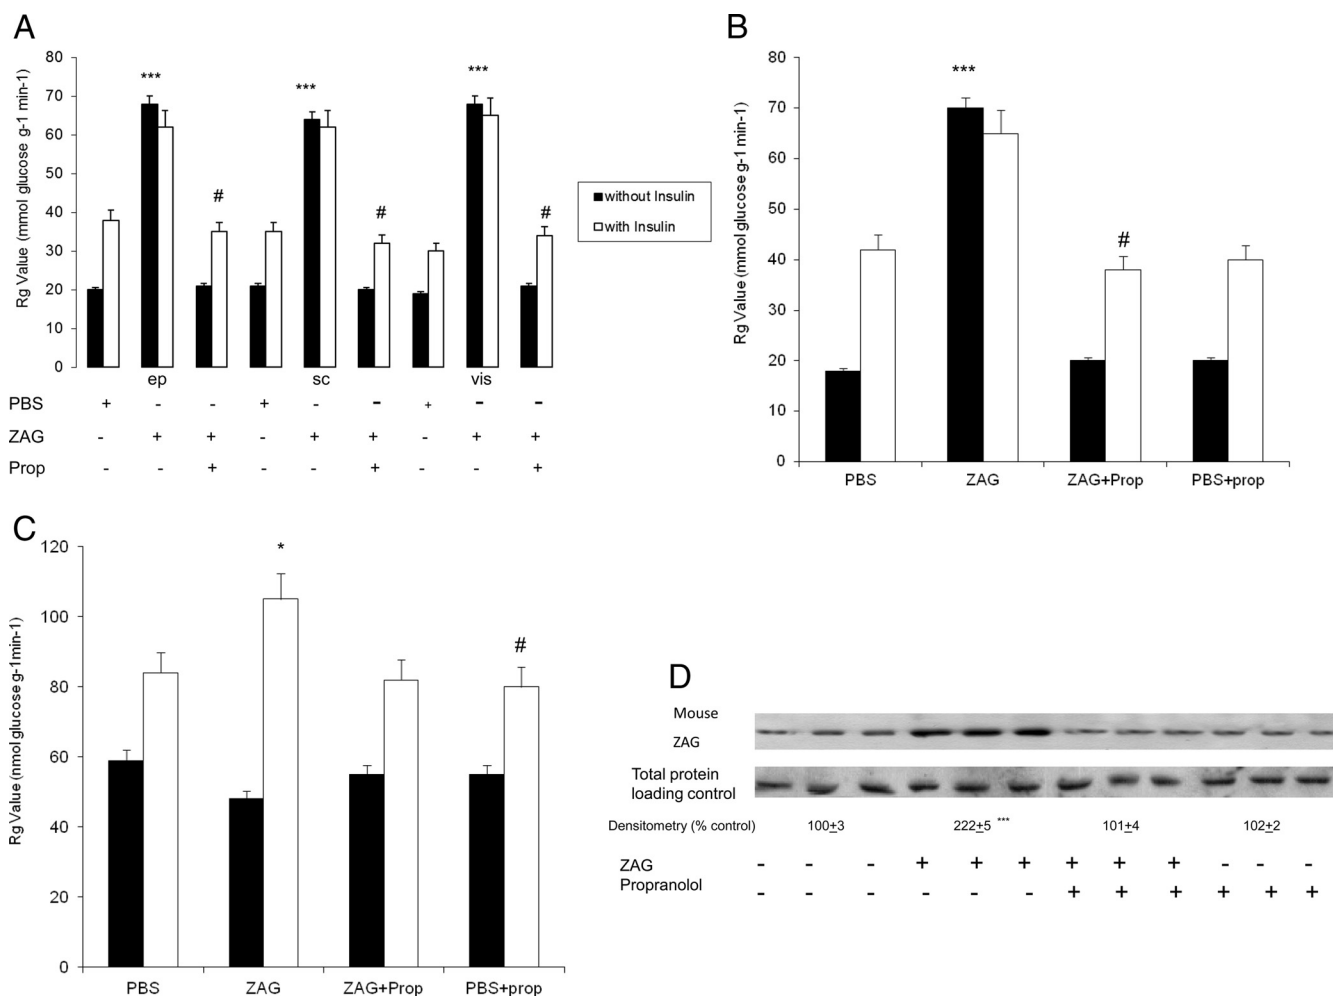 A
Rg Value (mmol glucose g-1 min-1)
80
70
60
50
40
30
20
10
0
***
***
***
#
#
#
without Insulin
with Insulin
ep sc vis
PBS + - - + - - + - -
ZAG - + + - + + - + +
Prop - - + - - + - - +
B
Rg Value (mmol glucose g-1 min-1)
80
70
60
50
40
30
20
10
0
***
#
PBS ZAG ZAG+Prop PBS+prop
C
Rg Value (nmol glucose g-1min-1)
120
100
80
60
40
20
0
*
#
PBS ZAG ZAG+Prop PBS+prop
D
Mouse
ZAG
Total protein
loading control
Densitometry (% control) 100±3 222±5 *** 101±4 102±2
ZAG - - - + + + + + + - - -
Propranolol - - - - - - + + + + + +